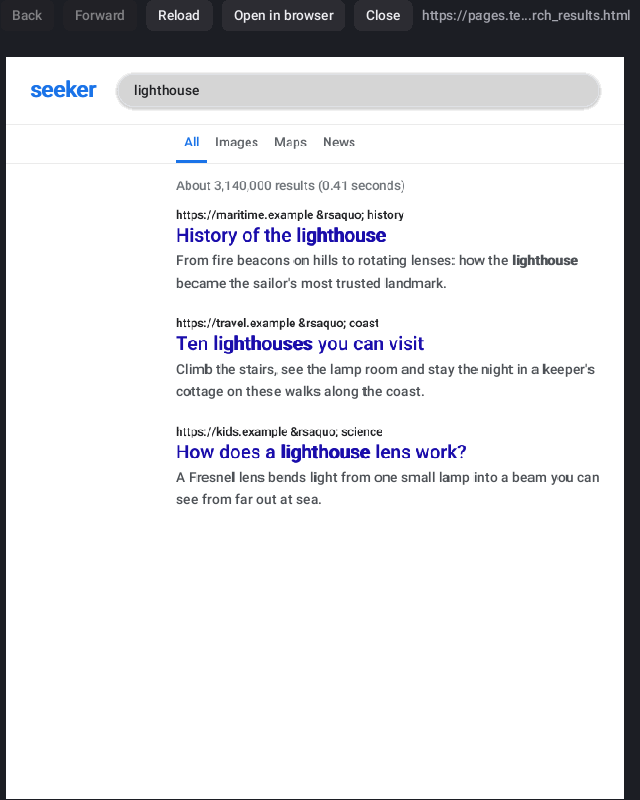 Back Forward Reload Open in browser Close https://pages.te...rch_results.html
seeker lighthouse
All Images Maps News
About 3,140,000 results (0.41 seconds)
https://maritime.example &rsaquo; history
History of the lighthouse
From fire beacons on hills to rotating lenses: how the lighthouse
became the sailor's most trusted landmark.
https://travel.example &rsaquo; coast
Ten lighthouses you can visit
Climb the stairs, see the lamp room and stay the night in a keeper's
cottage on these walks along the coast.
https://kids.example &rsaquo; science
How does a lighthouse lens work?
A Fresnel lens bends light from one small lamp into a beam you can
see from far out at sea.